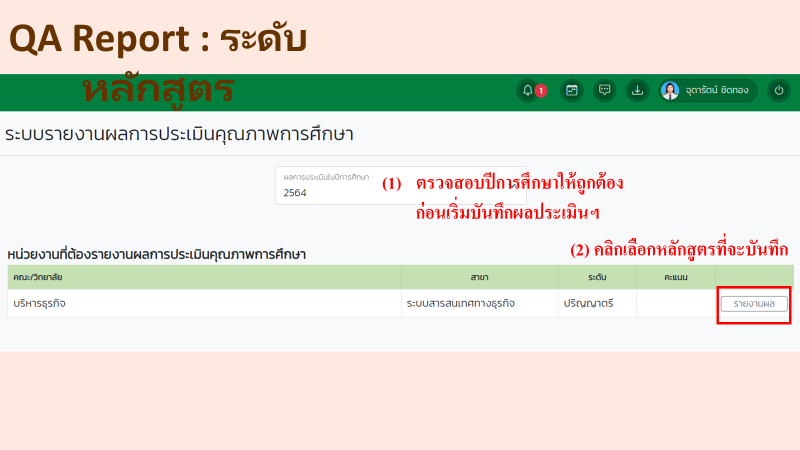 QA Report : ระดับ
หลักสูตร
1
จุดารัตน์ ชิดทอง
ระบบรายงานผลการประเมินคุณภาพการศึกษา
ผลการประเมินในปีการศึกษา
2564
(1) ตรวจสอบปีการศึกษาให้ถูกต้อง
ก่อนเริ่มบันทึกผลประเมินฯ
(2) คลิกเลือกหลักสูตรที่จะบันทึก
หน่วยงานที่ต้องรายงานผลการประเมินคุณภาพการศึกษา
คณะ/วิทยาลัย สาขา ระดับ คะแนน
บริหารธุรกิจ ระบบสารสนเทศทางธุรกิจ ปริญญาตรี รายงานผล